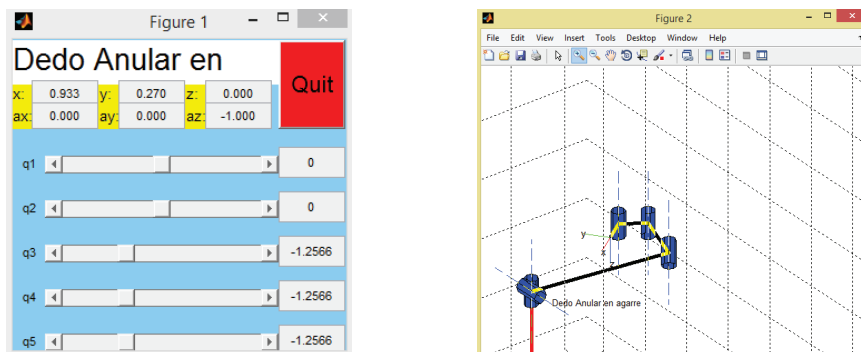 Figure 1
Dedo Anular en
Quit
x: 0.933 y: 0.270 z: 0.000
ax: 0.000 ay: 0.000 az: -1.000
q1 0
q2 0
q3 -1.2566
q4 -1.2566
q5 -1.2566
Figure 2
File Edit View Insert Tools Desktop Window Help
y
x
z
Dedo Anular en agarre